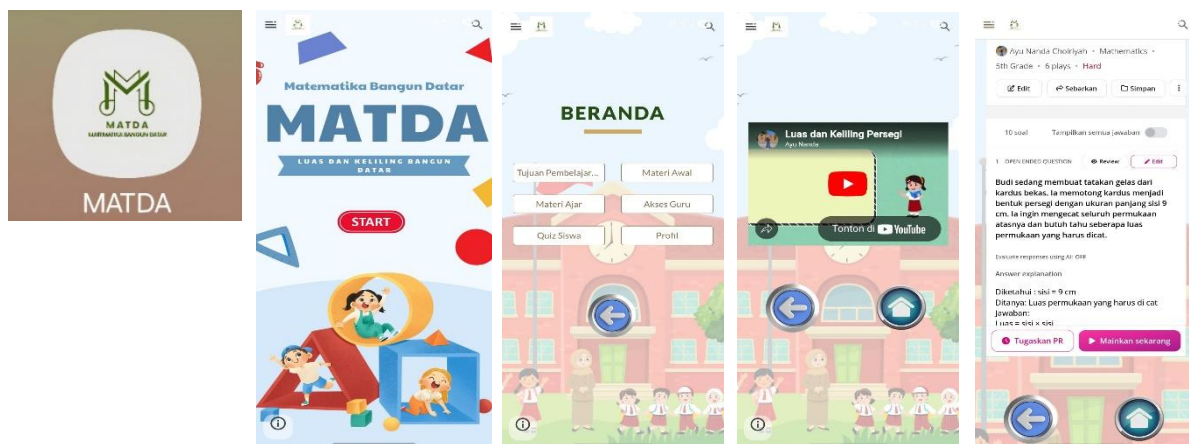 MATDA
MATEMATIKA BANGUN DATAR
MATDA
Matematika Bangun Datar
MATDA
LUAS DAN KELILING BANGUN
DATAR
START
BERANDA
Tujuan Pembelajar...
Materi Awal
Materi Ajar
Akses Guru
Quiz Siswa
Profil
Luas dan Keliling Persegi
Ayu Nanda
Tonton di YouTube
Ayu Nanda Choiriyah • Mathematics •
5th Grade • 6 plays • Hard
Edit
Sebarkan
Simpan
10 soal
Tampilkan semua jawaban
1 OPEN ENDED QUESTION
Review
Edit
Budi sedang membuat tatakan gelas dari
kardus bekas. Ia memotong kardus menjadi
bentuk persegi dengan ukuran panjang sisi 9
cm. Ia ingin mengecat seluruh permukaan
atasnya dan butuh tahu seberapa luas
permukaan yang harus dicat.
Evaluate responses using AI: OFF
Answer explanation
Diketahui : sisi = 9 cm
Ditanya: Luas permukaan yang harus di cat
Jawaban:
Luas = sisi × sisi
Tugaskan PR
Mainkan sekarang